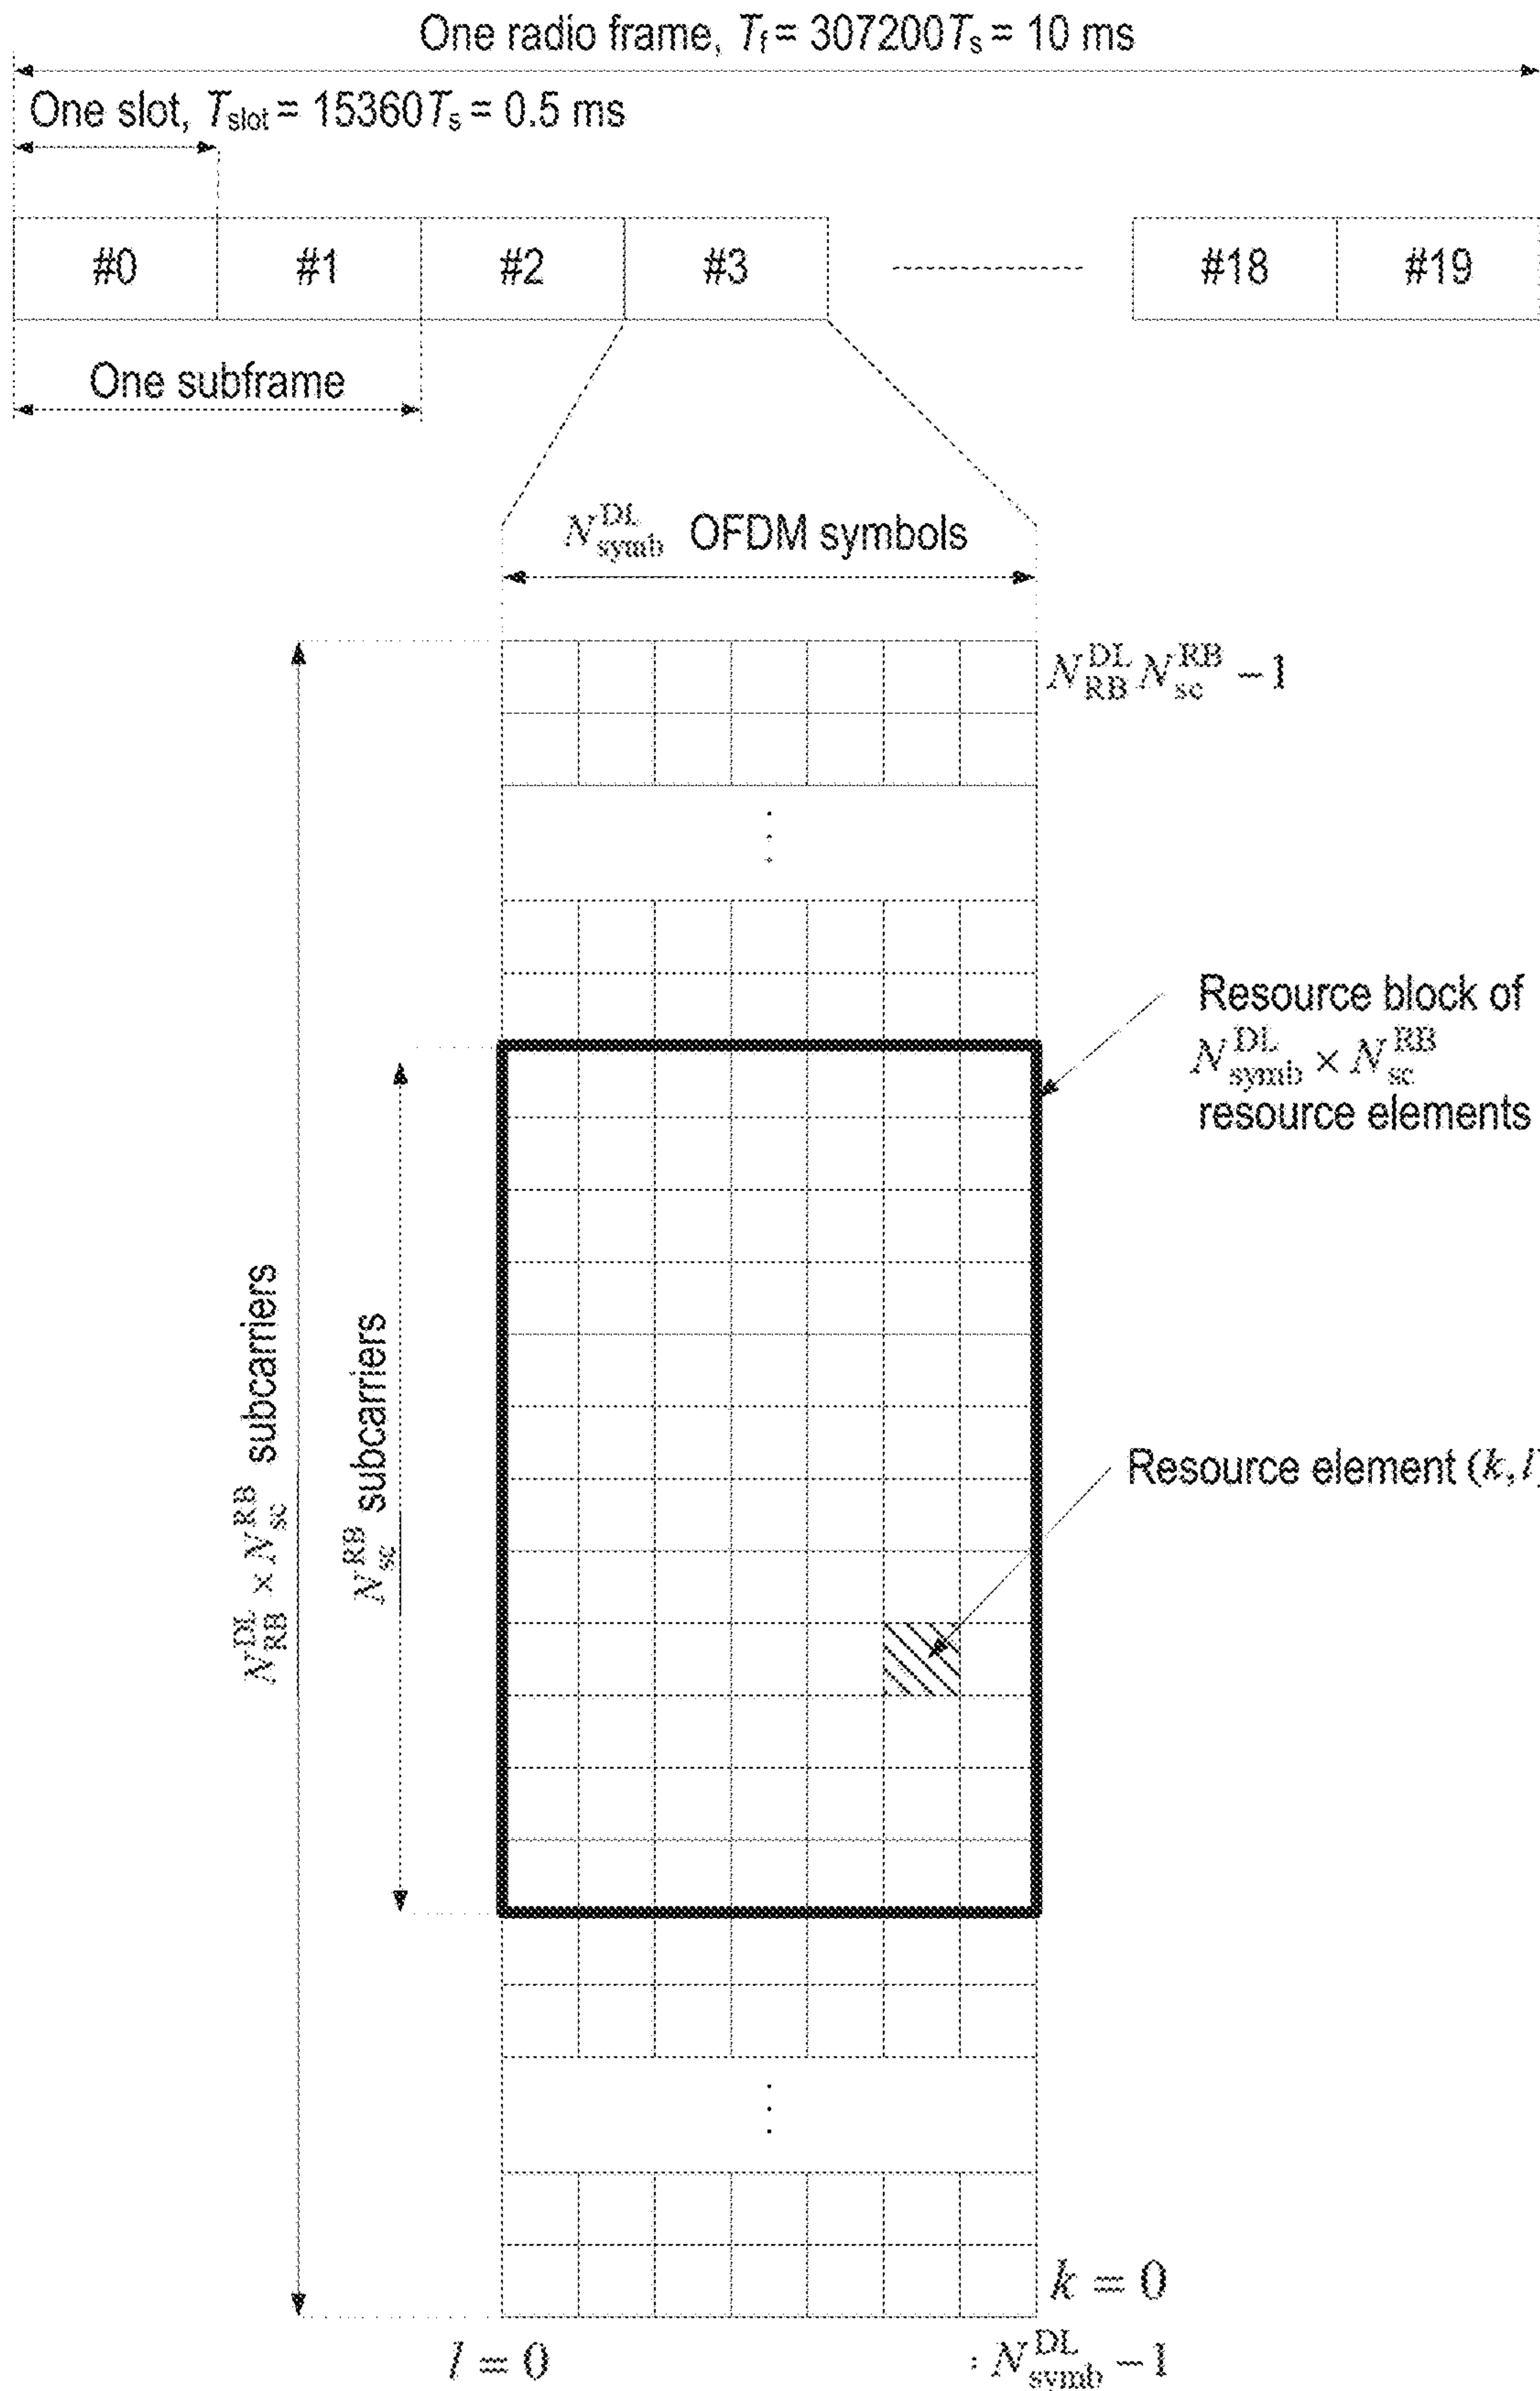 One radio frame, T_f = 307200T_s = 10 ms
One slot, T_slot = 15360T_s = 0.5 ms
#0 #1 #2 #3 #18 #19
One subframe
N_symb^DL OFDM symbols
N_RB^DL N_sc^RB − 1
Resource block of
N_symb^DL × N_sc^RB
resource elements
N_RB^DL × N_sc^RB subcarriers
N_sc^RB subcarriers
Resource element (k, l)
k = 0
l = 0 : N_symb^DL − 1